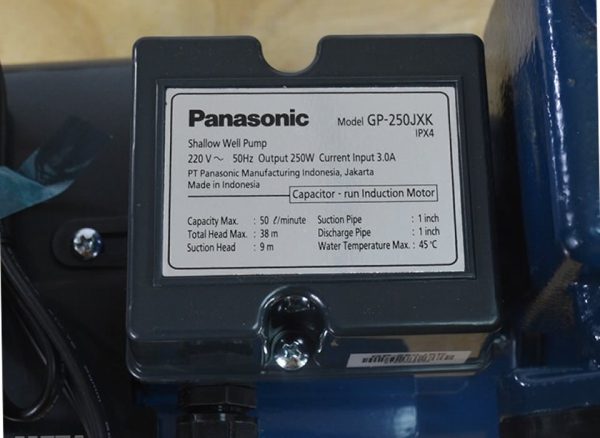 Panasonic Model GP-250JXK
IPX4
Shallow Well Pump
220 V ~ 50Hz Output 250W Current Input 3.0A
PT Panasonic Manufacturing Indonesia, Jakarta
Made in Indonesia
Capacitor - run Induction Motor
Capacity Max. : 50 ℓ/minute Suction Pipe : 1 inch
Total Head Max. : 38 m Discharge Pipe : 1 inch
Suction Head : 9 m Water Temperature Max. : 45 °C